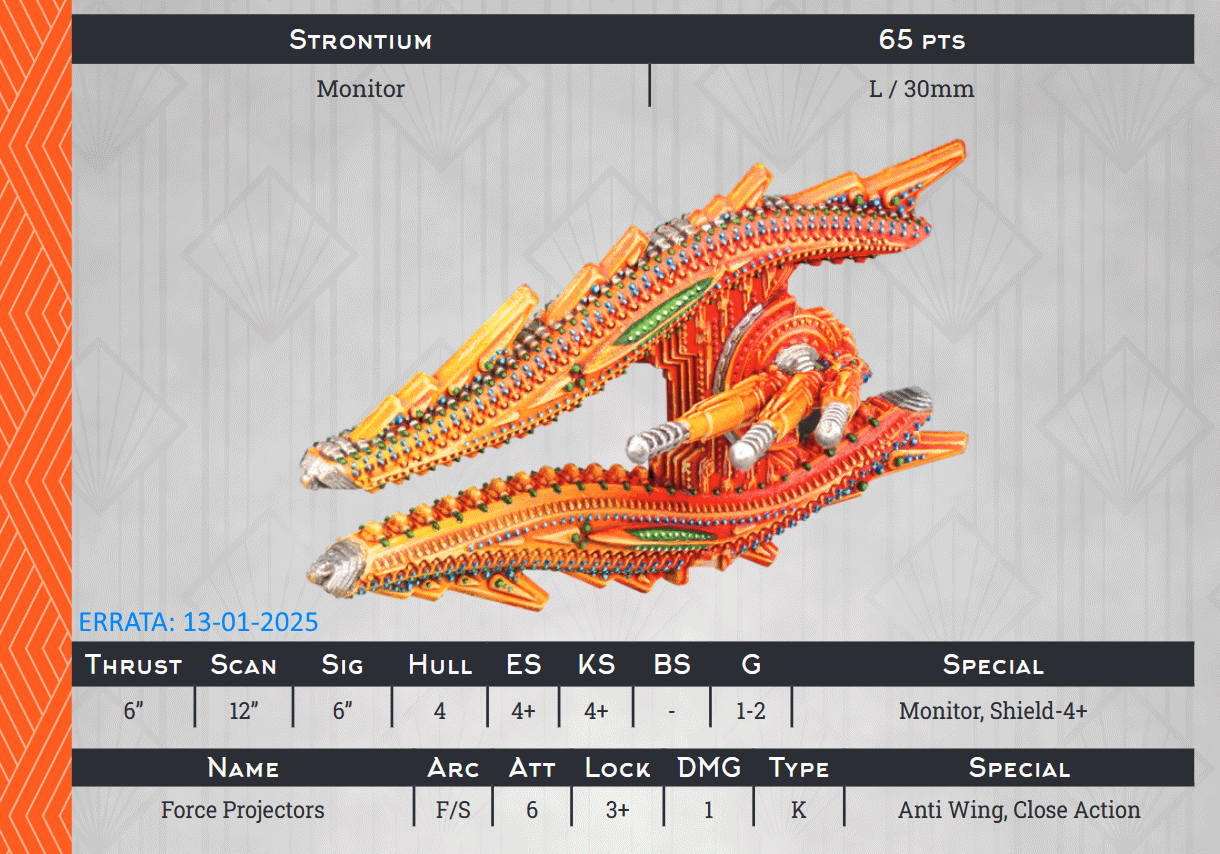 Strontium 65 pts
Monitor L / 30mm
ERRATA: 13-01-2025
Thrust Scan Sig Hull ES KS BS G Special
6” 12” 6” 4 4+ 4+ - 1-2 Monitor, Shield-4+
Name Arc Att Lock DMG Type Special
Force Projectors F/S 6 3+ 1 K Anti Wing, Close Action